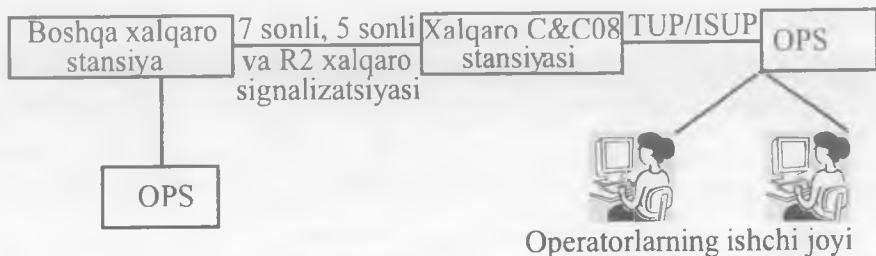 Boshqa xalqaro
stansiya
7 sonli, 5 sonli
va R2 xalqaro
signalizatsiyasi
Xalqaro C&C08
stansiyasi
TUP/ISUP
OPS
OPS
Operatorlarning ishchi joyi